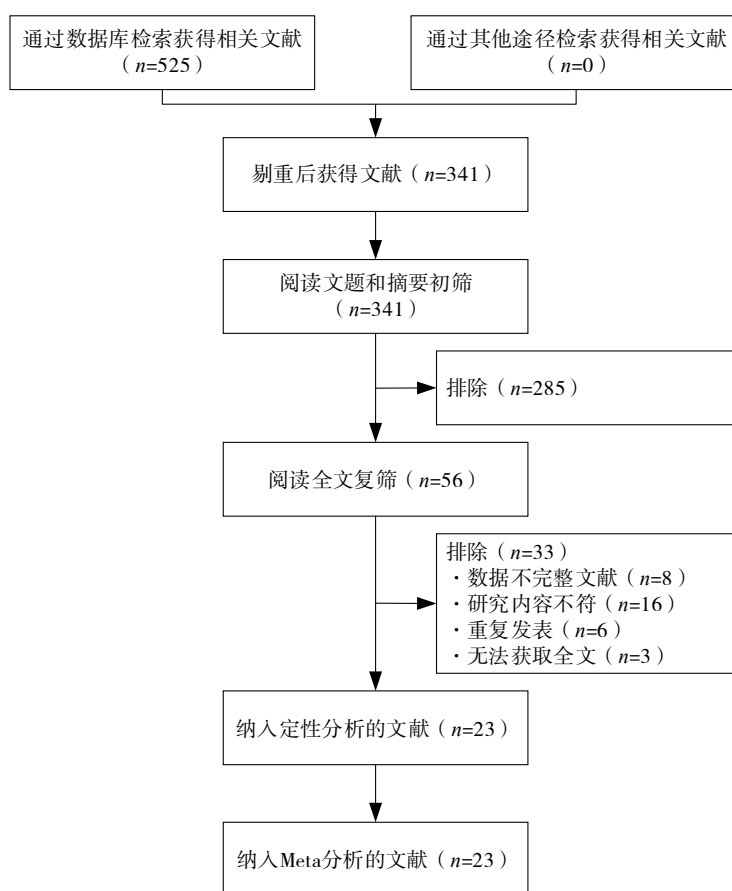 通过数据库检索获得相关文献
（n=525）
通过其他途径检索获得相关文献
（n=0）
剔重后获得文献（n=341）
阅读文题和摘要初筛
（n=341）
排除（n=285）
阅读全文复筛（n=56）
排除（n=33）
·数据不完整文献（n=8）
·研究内容不符（n=16）
·重复发表（n=6）
·无法获取全文（n=3）
纳入定性分析的文献（n=23）
纳入Meta分析的文献（n=23）